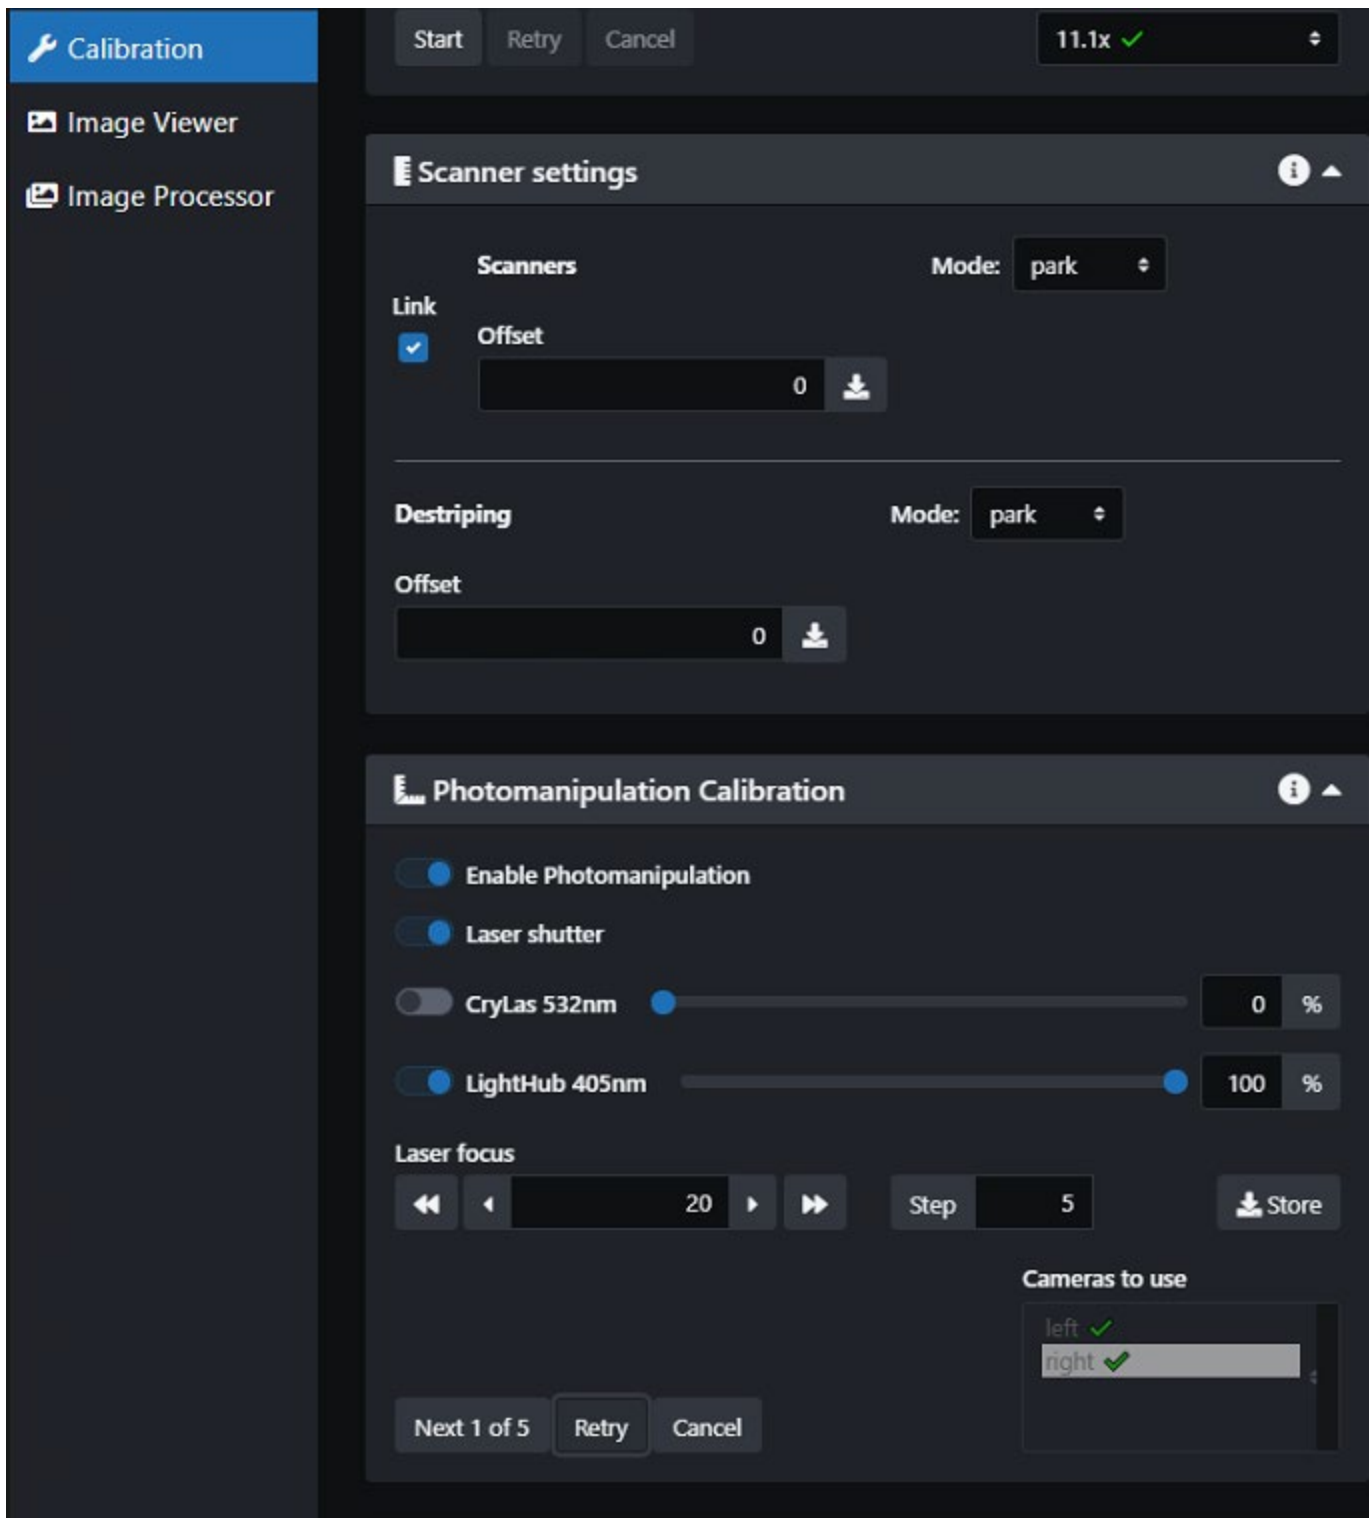 Calibration
Image Viewer
Image Processor
Start Retry Cancel 11.1x
Scanner settings
Scanners Mode: park
Link
Offset
0
Destriping Mode: park
Offset
0
Photomanipulation Calibration
Enable Photomanipulation
Laser shutter
CryLas 532nm 0 %
LightHub 405nm 100 %
Laser focus
20 Step 5 Store
Cameras to use
left
right
Next 1 of 5 Retry Cancel